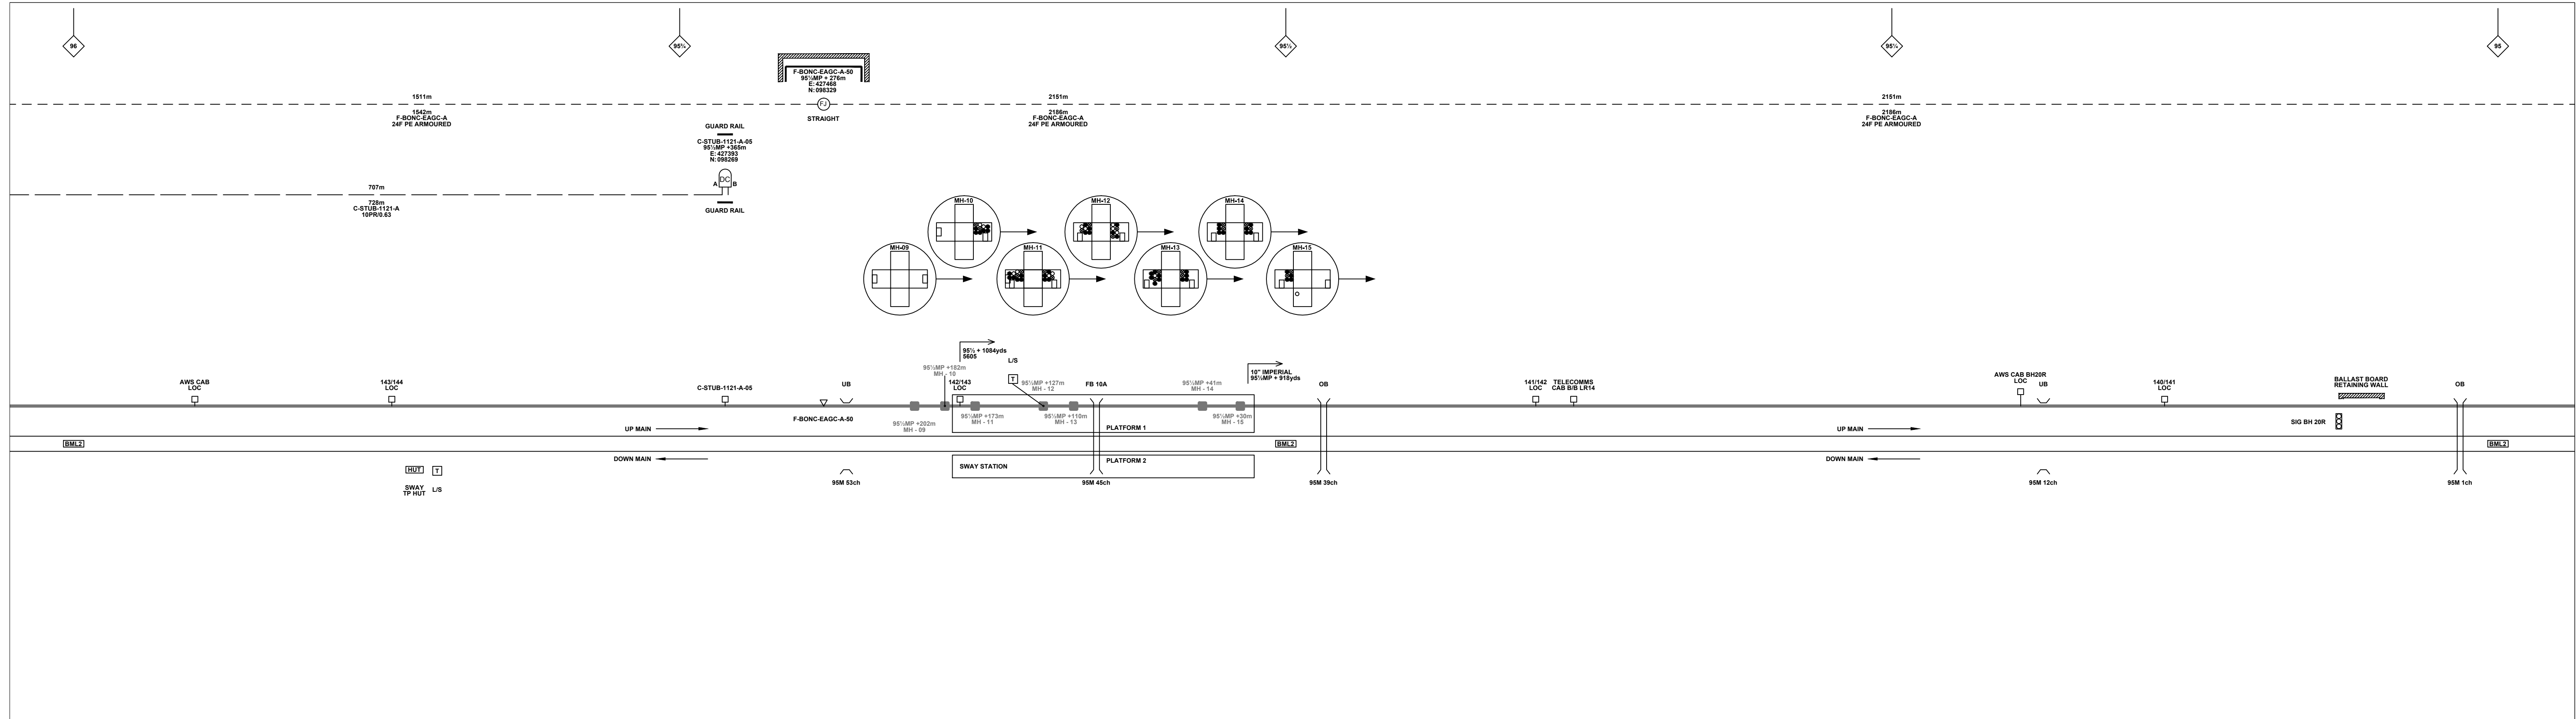 96
95¾
95½
95¼
95
F-BONC-EAGC-A-50
95½MP + 276m
E: 427468
N: 098329
FJ
STRAIGHT
1511m
1542m
F-BONC-EAGC-A
24F PE ARMOURED
2151m
2186m
F-BONC-EAGC-A
24F PE ARMOURED
2151m
2186m
F-BONC-EAGC-A
24F PE ARMOURED
GUARD RAIL
C-STUB-1121-A-05
95½MP +365m
E: 427393
N: 098269
DC
A B
GUARD RAIL
707m
728m
C-STUB-1121-A
10PR/0.63
MH-10
MH-12
MH-14
MH-09
MH-11
MH-13
MH-15
95½ + 1084yds
5605
L/S
T
10" IMPERIAL
95½MP + 918yds
AWS CAB
LOC
143/144
LOC
C-STUB-1121-A-05
UB
95½MP +182m
MH - 10
142/143
LOC
95½MP +127m
MH - 12
FB 10A
95½MP +41m
MH - 14
OB
141/142
LOC
TELECOMMS
CAB B/B LR14
AWS CAB BH20R
LOC
UB
140/141
LOC
BALLAST BOARD
RETAINING WALL
OB
F-BONC-EAGC-A-50
95½MP +202m
MH - 09
95½MP +173m
MH - 11
95½MP +110m
MH - 13
95½MP +30m
MH - 15
SIG BH 20R
UP MAIN
PLATFORM 1
UP MAIN
BML2
BML2
BML2
DOWN MAIN
PLATFORM 2
DOWN MAIN
SWAY STATION
HUT
T
SWAY
TP HUT
L/S
95M 53ch
95M 45ch
95M 39ch
95M 12ch
95M 1ch